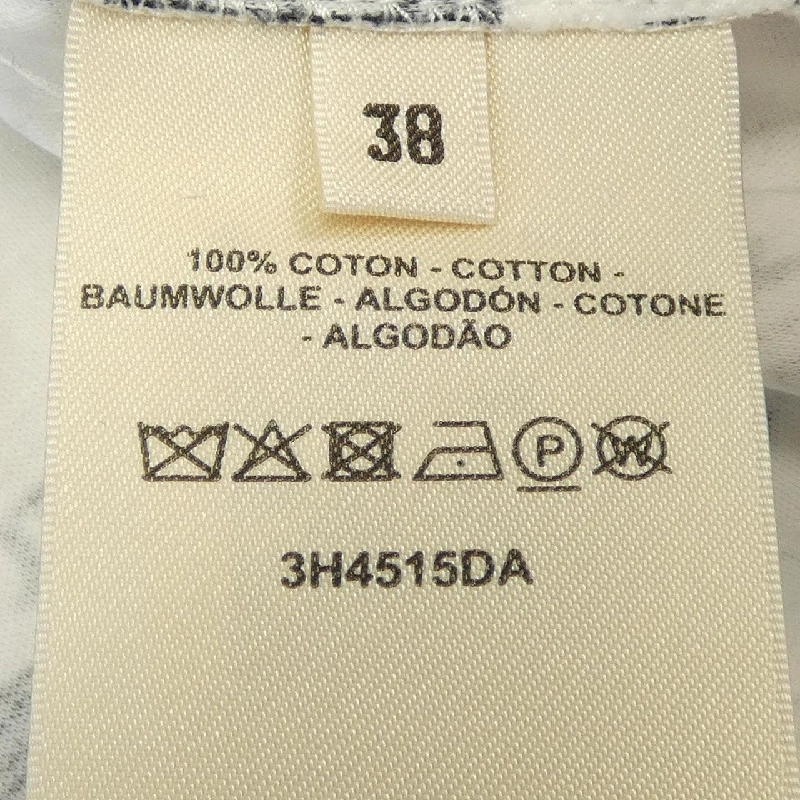 38
100% COTON - COTTON -
BAUMWOLLE - ALGODÓN - COTONE
- ALGODÃO
P W
3H4515DA